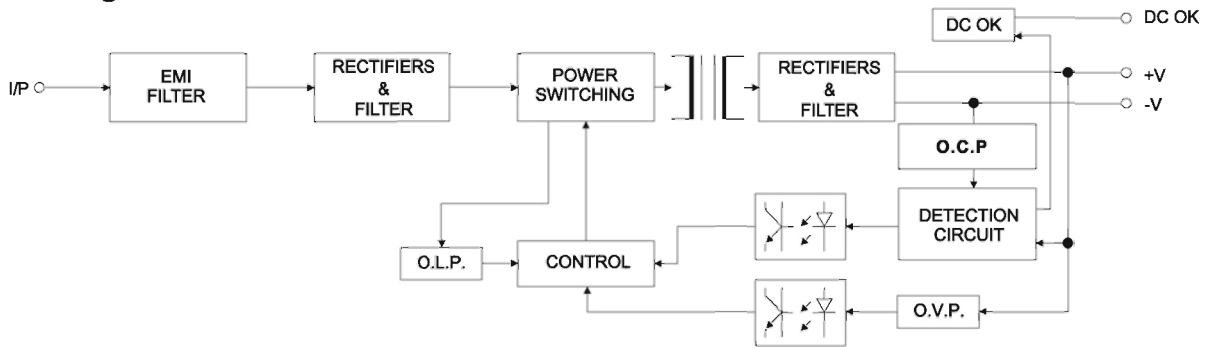 DC OK
DC OK
I/P
EMI
FILTER
RECTIFIERS
&
FILTER
POWER
SWITCHING
RECTIFIERS
&
FILTER
+V
-V
O.C.P
DETECTION
CIRCUIT
O.L.P.
CONTROL
O.V.P.